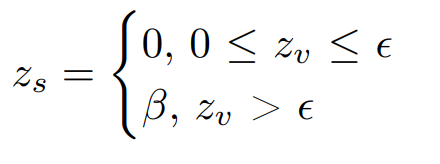 z_s = { 0, 0 ≤ z_v ≤ ϵ
β, z_v > ϵ